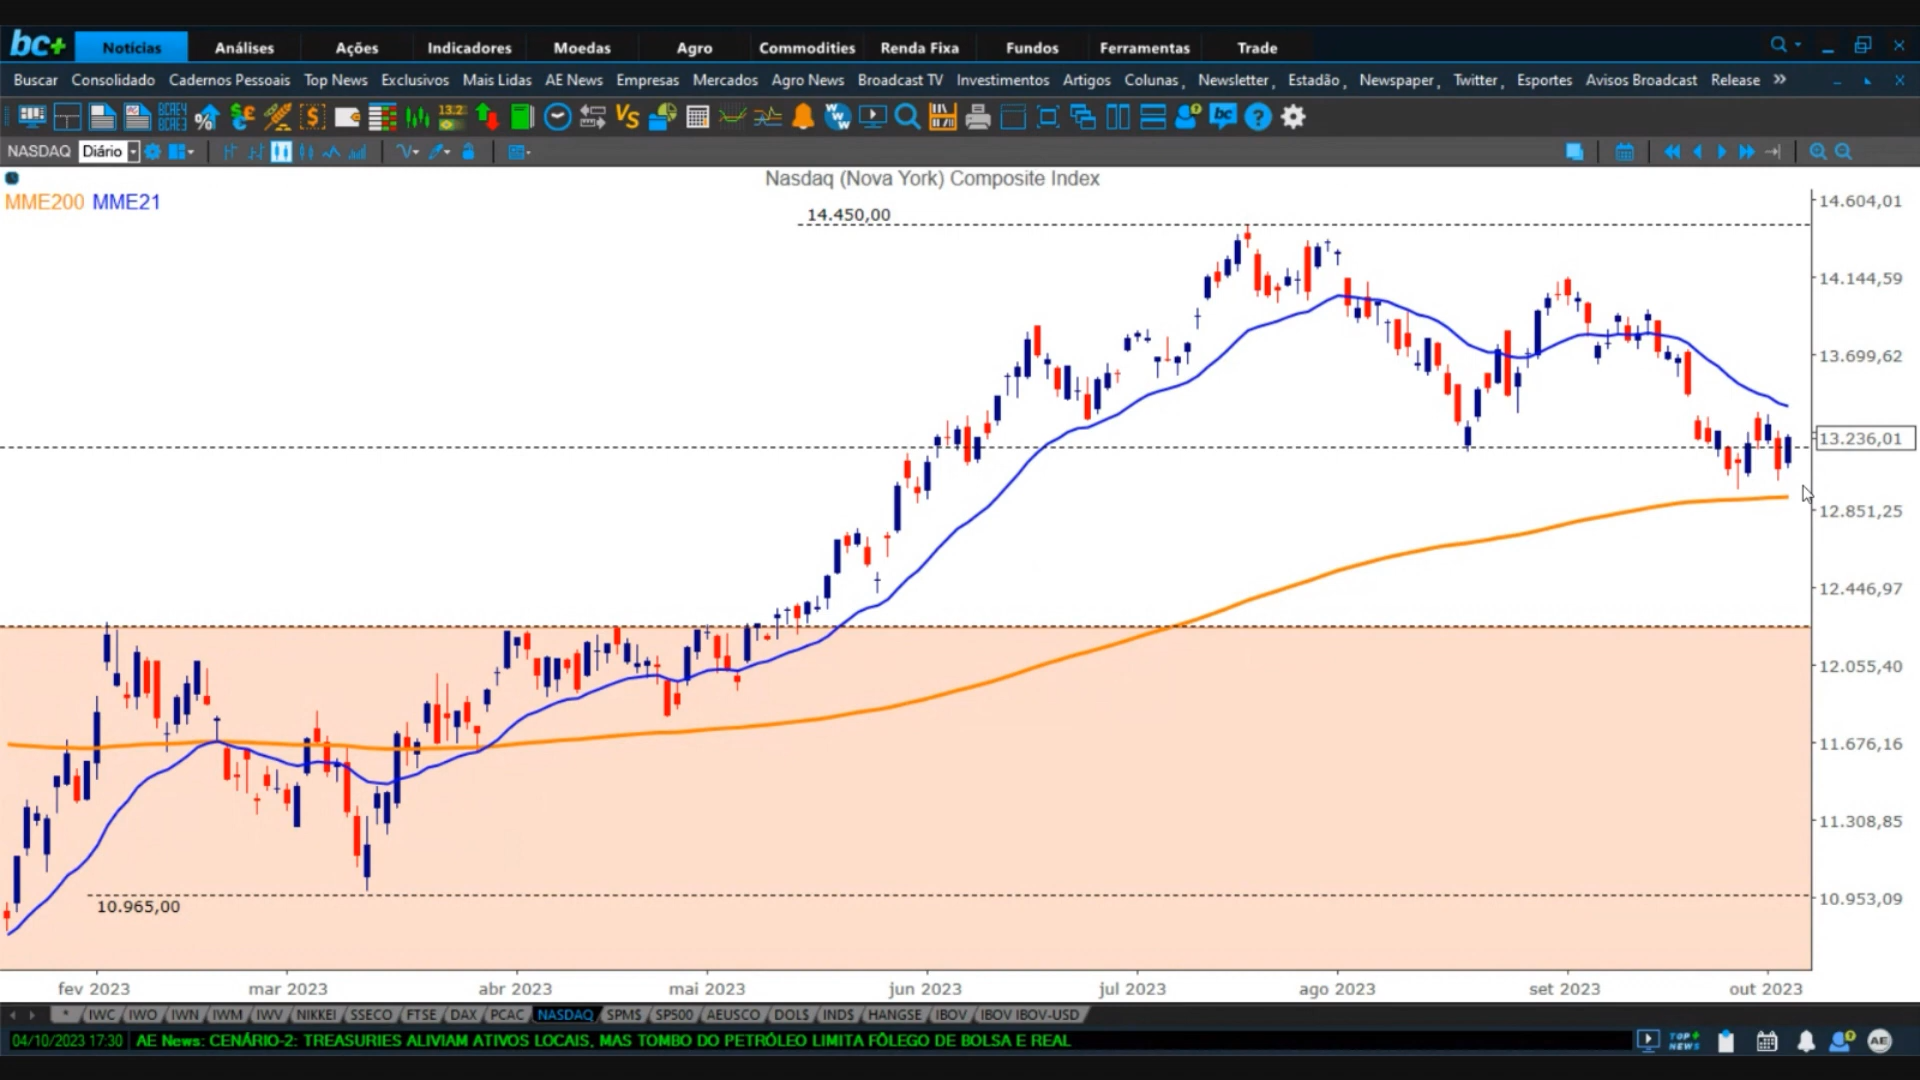 bc+ Notícias Análises Ações Indicadores Moedas Agro Commodities Renda Fixa Fundos Ferramentas Trade
Buscar Consolidado Cadernos Pessoais Top News Exclusivos Mais Lidas AE News Empresas Mercados Agro News Broadcast TV Investimentos Artigos Colunas, Newsletter, Estadão, Newspaper, Twitter, Esportes Avisos Broadcast Release »
NASDAQ Diário
Nasdaq (Nova York) Composite Index
MME200 MME21
14.450,00
14.604,01
14.144,59
13.699,62
13.236,01
12.851,25
12.446,97
12.055,40
11.676,16
11.308,85
10.953,09
10.965,00
fev 2023 mar 2023 abr 2023 mai 2023 jun 2023 jul 2023 ago 2023 set 2023 out 2023
* IWC IWO IWN IWM IWV NIKKEI SSECO FTSE DAX PCAC NASDAQ SPM$ SP500 AEUSCO DOL$ IND$ HANGSE IBOV IBOV IBOV-USD
04/10/2023 17:30 AE News: CENÁRIO-2: TREASURIES ALIVIAM ATIVOS LOCAIS, MAS TOMBO DO PETRÓLEO LIMITA FÔLEGO DE BOLSA E REAL
TOP+ NEWS AE